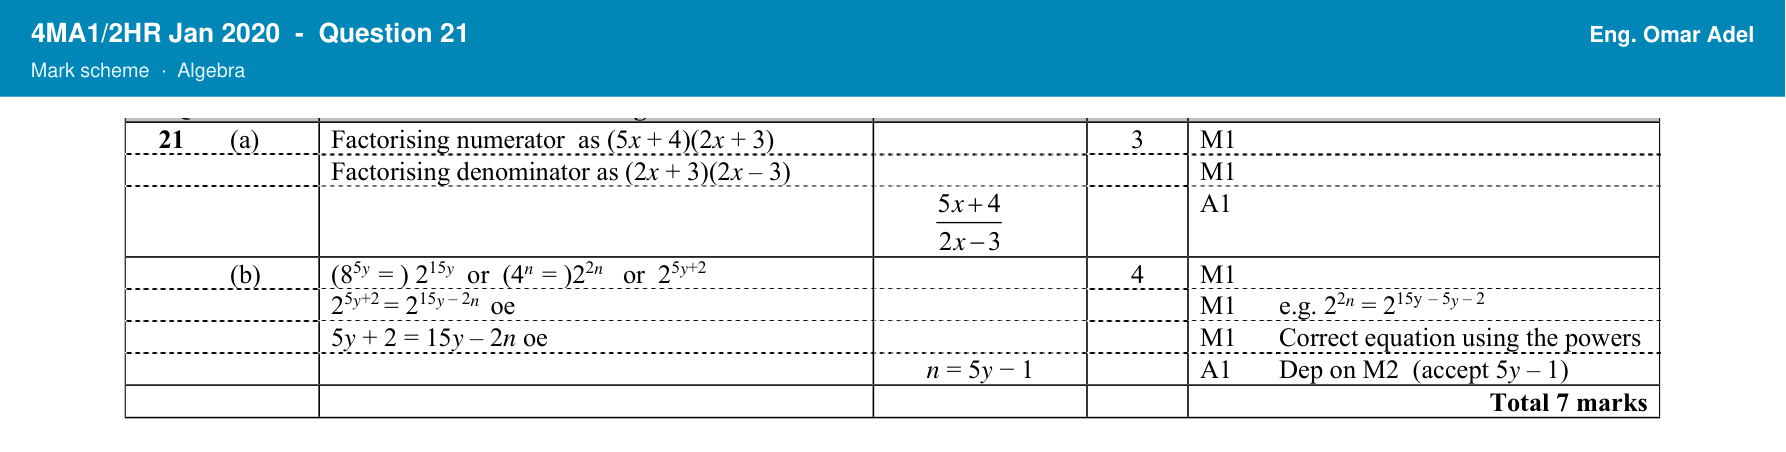 4MA1/2HR Jan 2020 - Question 21
Eng. Omar Adel
Mark scheme · Algebra
21 (a) Factorising numerator as (5x + 4)(2x + 3) 3 M1
Factorising denominator as (2x + 3)(2x – 3) M1
5x + 4 / 2x – 3 A1
(b) (8^{5y} = ) 2^{15y} or (4^{n} = )2^{2n} or 2^{5y+2} 4 M1
2^{5y+2} = 2^{15y – 2n} oe M1 e.g. 2^{2n} = 2^{15y – 5y – 2}
5y + 2 = 15y – 2n oe M1 Correct equation using the powers
n = 5y − 1 A1 Dep on M2 (accept 5y – 1)
Total 7 marks